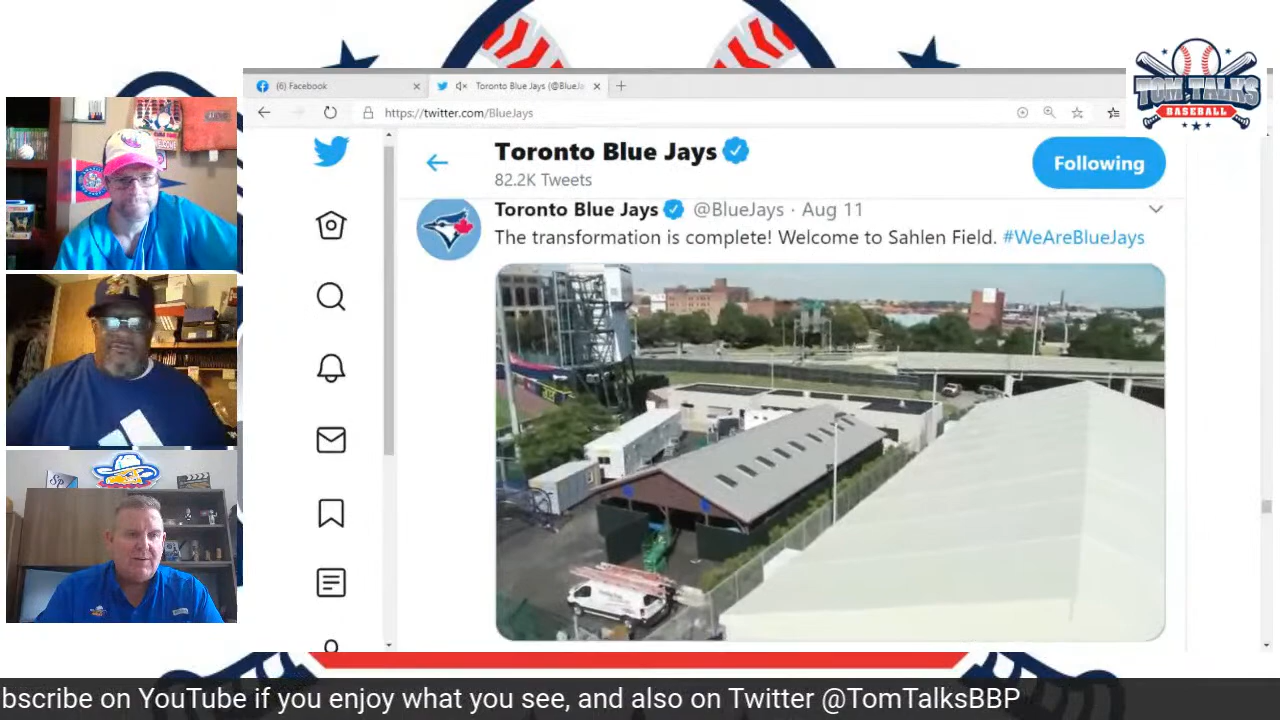 (6) Facebook
Toronto Blue Jays (@BlueJa
https://twitter.com/BlueJays
TOM TALKS
BASEBALL
Toronto Blue Jays
82.2K Tweets
Following
Toronto Blue Jays @BlueJays · Aug 11
The transformation is complete! Welcome to Sahlen Field. #WeAreBlueJays
bscribe on YouTube if you enjoy what you see, and also on Twitter @TomTalksBBP